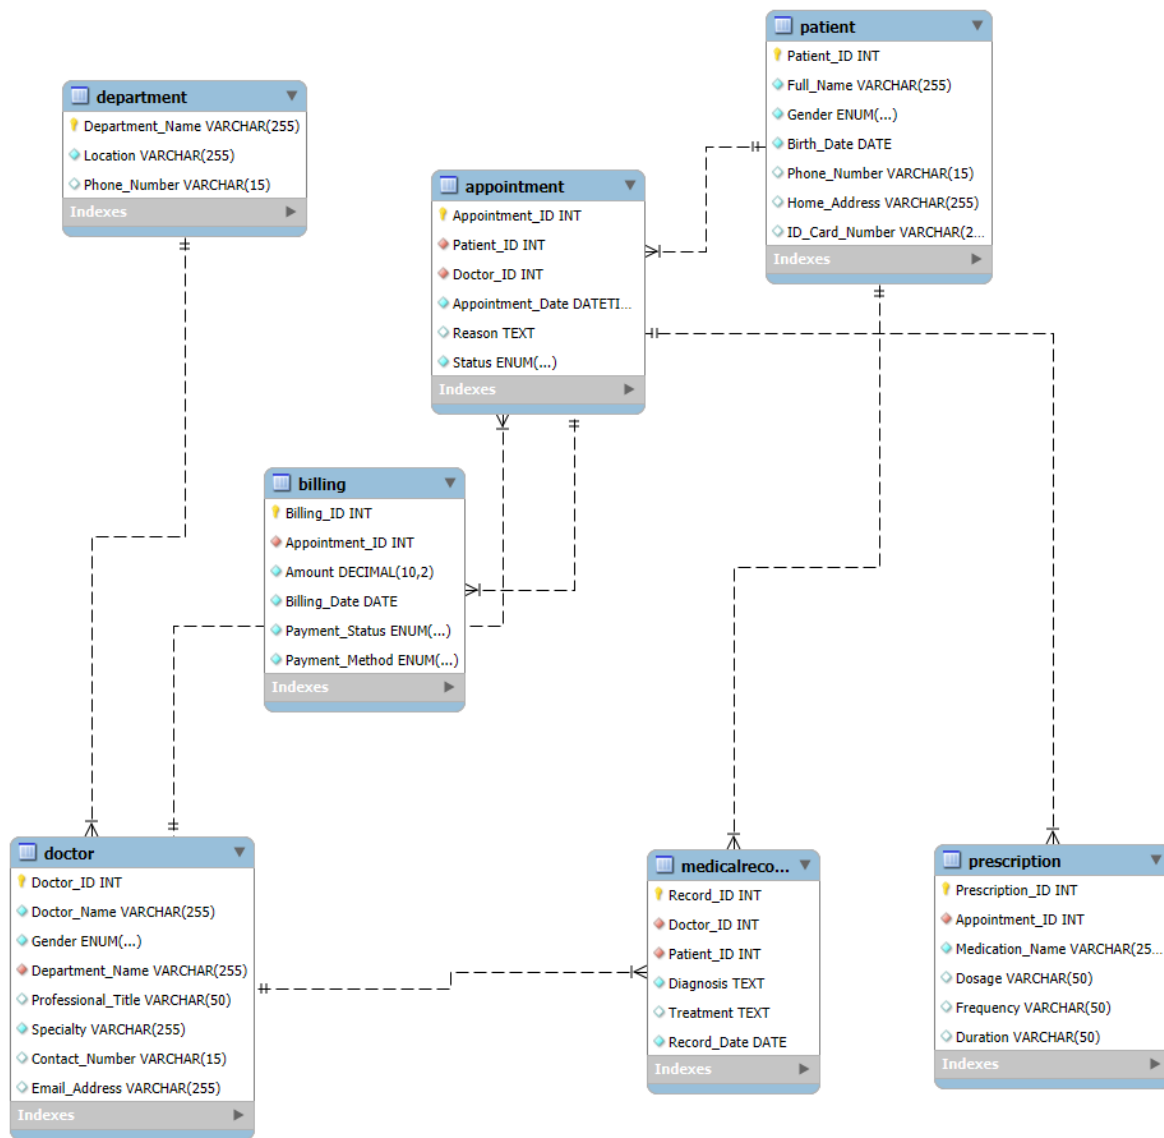 patient
Patient_ID INT
Full_Name VARCHAR(255)
Gender ENUM(...)
Birth_Date DATE
Phone_Number VARCHAR(15)
Home_Address VARCHAR(255)
ID_Card_Number VARCHAR(2...
Indexes
department
Department_Name VARCHAR(255)
Location VARCHAR(255)
Phone_Number VARCHAR(15)
Indexes
appointment
Appointment_ID INT
Patient_ID INT
Doctor_ID INT
Appointment_Date DATETI...
Reason TEXT
Status ENUM(...)
Indexes
billing
Billing_ID INT
Appointment_ID INT
Amount DECIMAL(10,2)
Billing_Date DATE
Payment_Status ENUM(...)
Payment_Method ENUM(...)
Indexes
doctor
Doctor_ID INT
Doctor_Name VARCHAR(255)
Gender ENUM(...)
Department_Name VARCHAR(255)
Professional_Title VARCHAR(50)
Specialty VARCHAR(255)
Contact_Number VARCHAR(15)
Email_Address VARCHAR(255)
Indexes
medicalreco...
Record_ID INT
Doctor_ID INT
Patient_ID INT
Diagnosis TEXT
Treatment TEXT
Record_Date DATE
Indexes
prescription
Prescription_ID INT
Appointment_ID INT
Medication_Name VARCHAR(25...
Dosage VARCHAR(50)
Frequency VARCHAR(50)
Duration VARCHAR(50)
Indexes